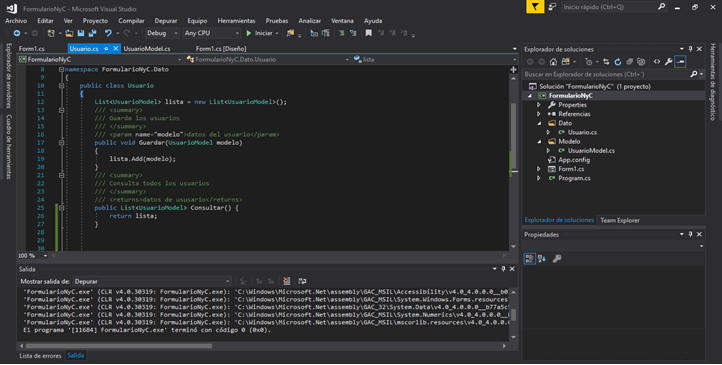 FormularioNyC - Microsoft Visual Studio
Inicio rápido (Ctrl+Q)
Archivo Editar Ver Proyecto Compilar Depurar Equipo Herramientas Prueba Analizar Ventana Ayuda
Debug Any CPU Iniciar
Explorador de servidores
Cuadro de herramientas
Form1.cs Usuario.cs UsuarioModel.cs Form1.cs [Diseño]
FormularioNyC FormularioNyC.Dato.Usuario lista
8 namespace FormularioNyC.Dato
9 {
10 public class Usuario
11 {
12 List<UsuarioModel> lista = new List<UsuarioModel>();
13 /// <summary>
14 /// Guarda los usuarios
15 /// </summary>
16 /// <param name="modelo">datos del usuario</param>
17 public void Guardar(UsuarioModel modelo)
18 {
19 lista.Add(modelo);
20 }
21 /// <summary>
22 /// Consulta todos los usuarios
23 /// </summary>
24 /// <returns>datos de ususario</returns>
25 public List<UsuarioModel> Consultar() {
26 return lista;
27 }
28
29
30
100 %
Salida
Mostrar salida de: Depurar
'FormularioNyC.exe' (CLR v4.0.30319: FormularioNyC.exe): 'C:\Windows\Microsoft.Net\assembly\GAC_MSIL\Accessibility\v4.0_4.0.0.0__b0
'FormularioNyC.exe' (CLR v4.0.30319: FormularioNyC.exe): 'C:\Windows\Microsoft.Net\assembly\GAC_MSIL\System.Windows.Forms.resources
'FormularioNyC.exe' (CLR v4.0.30319: FormularioNyC.exe): 'C:\Windows\Microsoft.Net\assembly\GAC_32\System.Data\v4.0_4.0.0.0__b77a5c
'FormularioNyC.exe' (CLR v4.0.30319: FormularioNyC.exe): 'C:\Windows\Microsoft.Net\assembly\GAC_MSIL\System.Numerics\v4.0_4.0.0.0__
'FormularioNyC.exe' (CLR v4.0.30319: FormularioNyC.exe): 'C:\Windows\Microsoft.Net\assembly\GAC_MSIL\mscorlib.resources\v4.0_4.0.0.
El programa '[11684] FormularioNyC.exe' terminó con código 0 (0x0).
Lista de errores Salida
Explorador de soluciones
Buscar en Explorador de soluciones (Ctrl+')
Solución "FormularioNyC" (1 proyecto)
FormularioNyC
Properties
Referencias
Dato
Usuario.cs
Modelo
UsuarioModel.cs
App.config
Form1.cs
Program.cs
Explorador de soluciones Team Explorer
Propiedades
Herramientas de diagnóstico